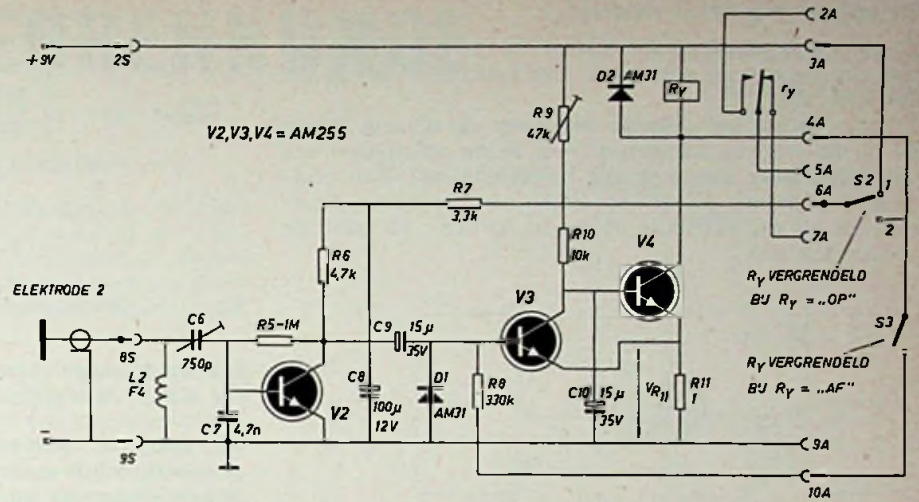 2A
+9V
2S
3A
D2
AM31
RY
ry
R9
47k
4A
V2,V3,V4 = AM255
5A
6A
S2
1
2
R7
3,3k
7A
R6
4,7k
R10
10k
V4
RY VERGRENDELD
BIJ RY = „OP"
ELEKTRODE 2
V3
S3
C6
750p
R5-1M
C9
15µ
35V
8S
L2
F4
V2
C8
100µ
12V
D1
AM31
R8
330k
C10
15µ
35V
VR11
R11
1
RY VERGRENDELD
BIJ RY = „AF"
C7
4,7n
-
9S
9A
10A